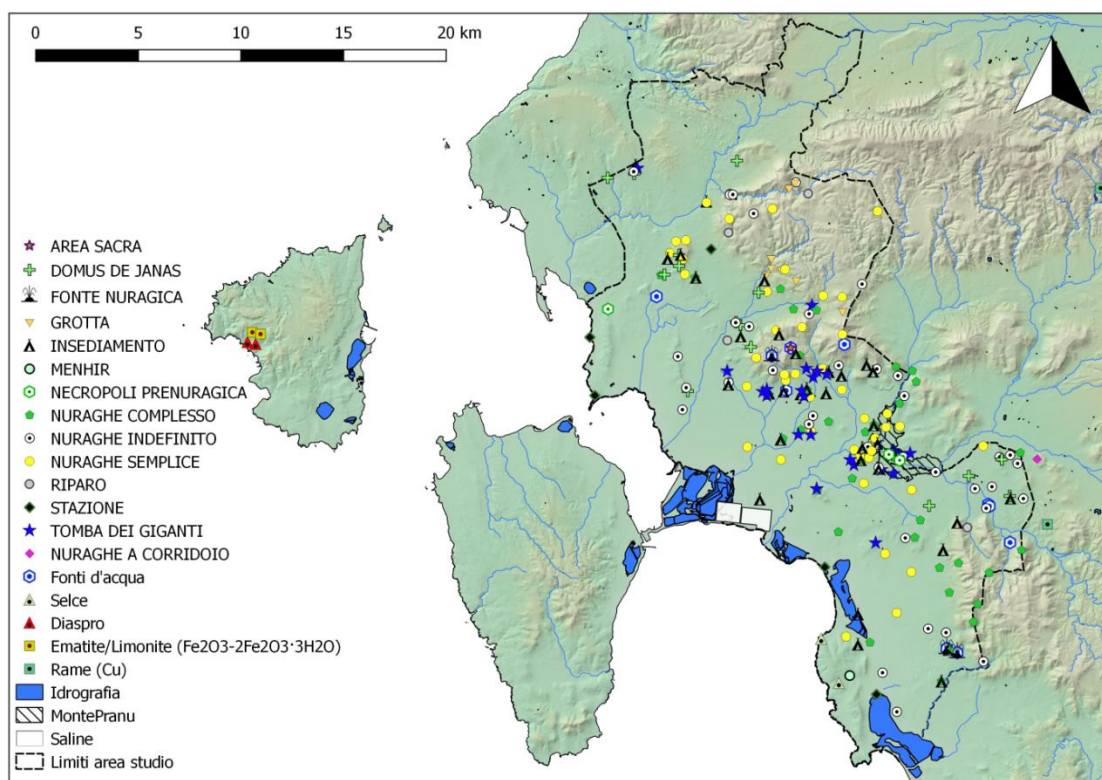 0 5 10 15 20 km
AREA SACRA
DOMUS DE JANAS
FONTE NURAGICA
GROTTA
INSEDIAMENTO
MENHIR
NECROPOLI PRENURAGICA
NURAGHE COMPLESSO
NURAGHE INDEFINITO
NURAGHE SEMPLICE
RIPARO
STAZIONE
TOMBA DEI GIGANTI
NURAGHE A CORRIDOIO
Fonti d'acqua
Selce
Diaspro
Ematite/Limonite (Fe2O3-2Fe2O3·3H2O)
Rame (Cu)
Idrografia
MontePranu
Saline
Limiti area studio